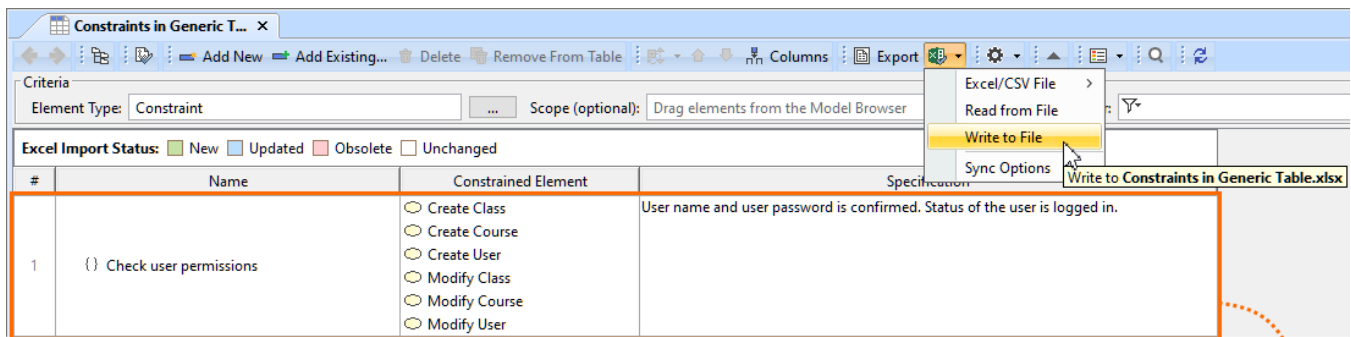 Constraints in Generic T... ×
Add New Add Existing... Delete Remove From Table Columns Export
Criteria
Element Type: Constraint ... Scope (optional): Drag elements from the Model Browser
Excel/CSV File >
Read from File
Write to File
Sync Options
Write to Constraints in Generic Table.xlsx
Excel Import Status: New Updated Obsolete Unchanged
# Name Constrained Element
1 {} Check user permissions
Create Class
Create Course
Create User
Modify Class
Modify Course
Modify User
User name and user password is confirmed. Status of the user is logged in.